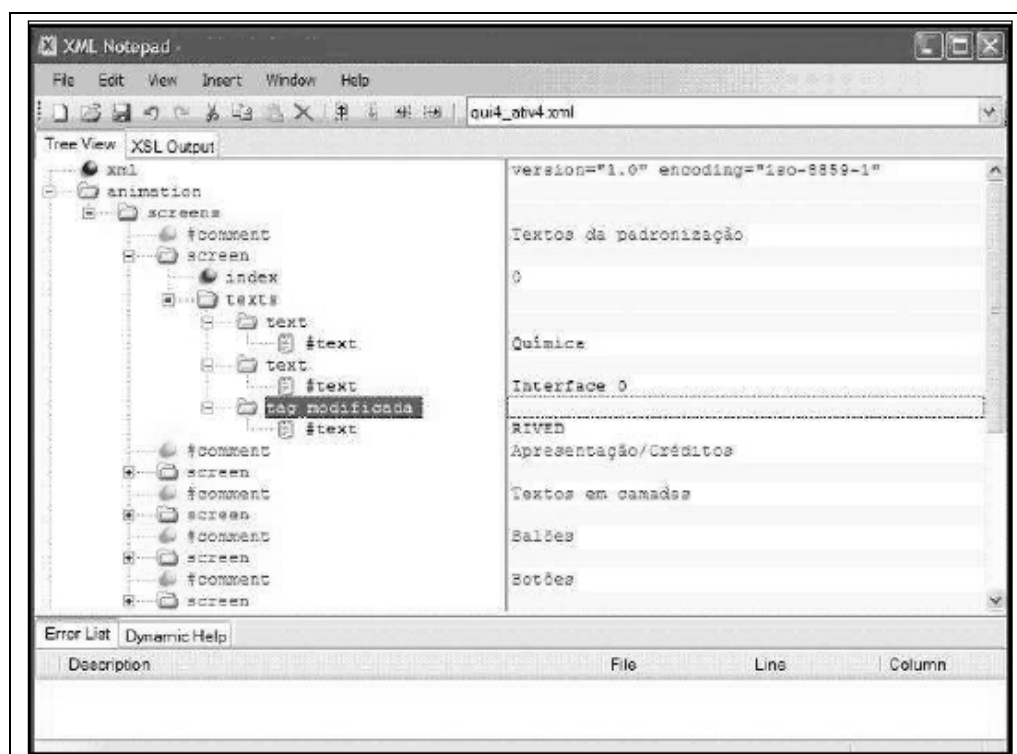 XML Notepad -
File Edit View Insert Window Help
qui4_ativ4.xml
Tree View XSL Output
xml version="1.0" encoding="iso-8859-1"
animation
screens
#comment Textos da padronização
screen
index 0
texts
text
#text Química
text
#text Interface 0
tag modificada
#text RIVED
#comment Apresentação/Créditos
screen
#comment Textos em camadas
screen
#comment Balões
screen
#comment Botões
screen
Error List Dynamic Help
Description File Line Column